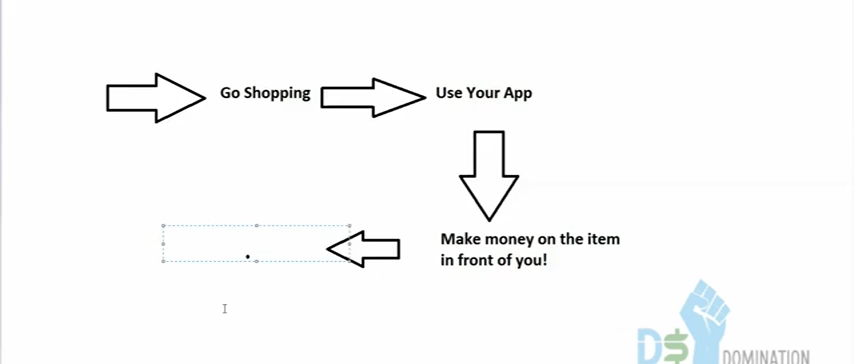 Go Shopping
Use Your App
Make money on the item
in front of you!
D$ DOMINATION